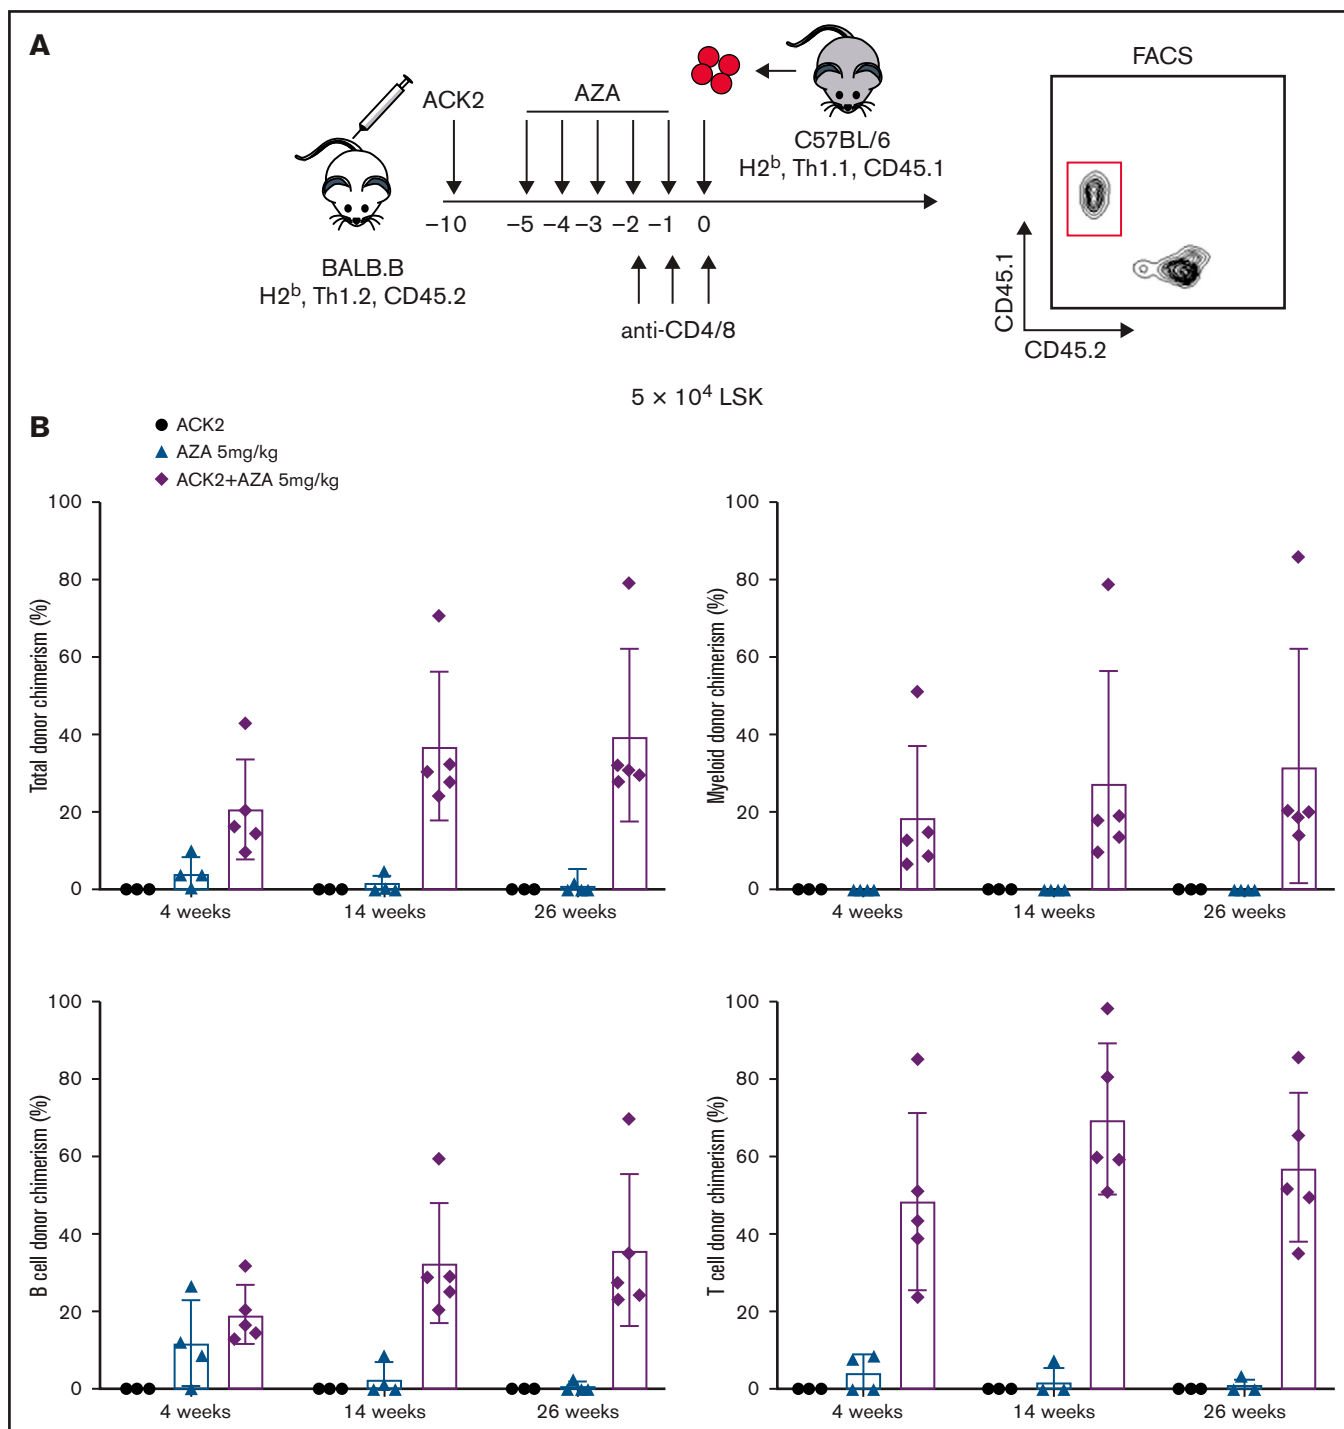 A
ACK2
AZA
FACS
C57BL/6
H2ᵇ, Th1.1, CD45.1
−10
−5
−4
−3
−2
−1
0
BALB.B
H2ᵇ, Th1.2, CD45.2
anti-CD4/8
CD45.1
CD45.2
5 × 10⁴ LSK
B
ACK2
AZA 5mg/kg
ACK2+AZA 5mg/kg
Total donor chimerism (%)
100
80
60
40
20
0
4 weeks
14 weeks
26 weeks
Myeloid donor chimerism (%)
100
80
60
40
20
0
4 weeks
14 weeks
26 weeks
B cell donor chimerism (%)
100
80
60
40
20
0
4 weeks
14 weeks
26 weeks
T cell donor chimerism (%)
100
80
60
40
20
0
4 weeks
14 weeks
26 weeks